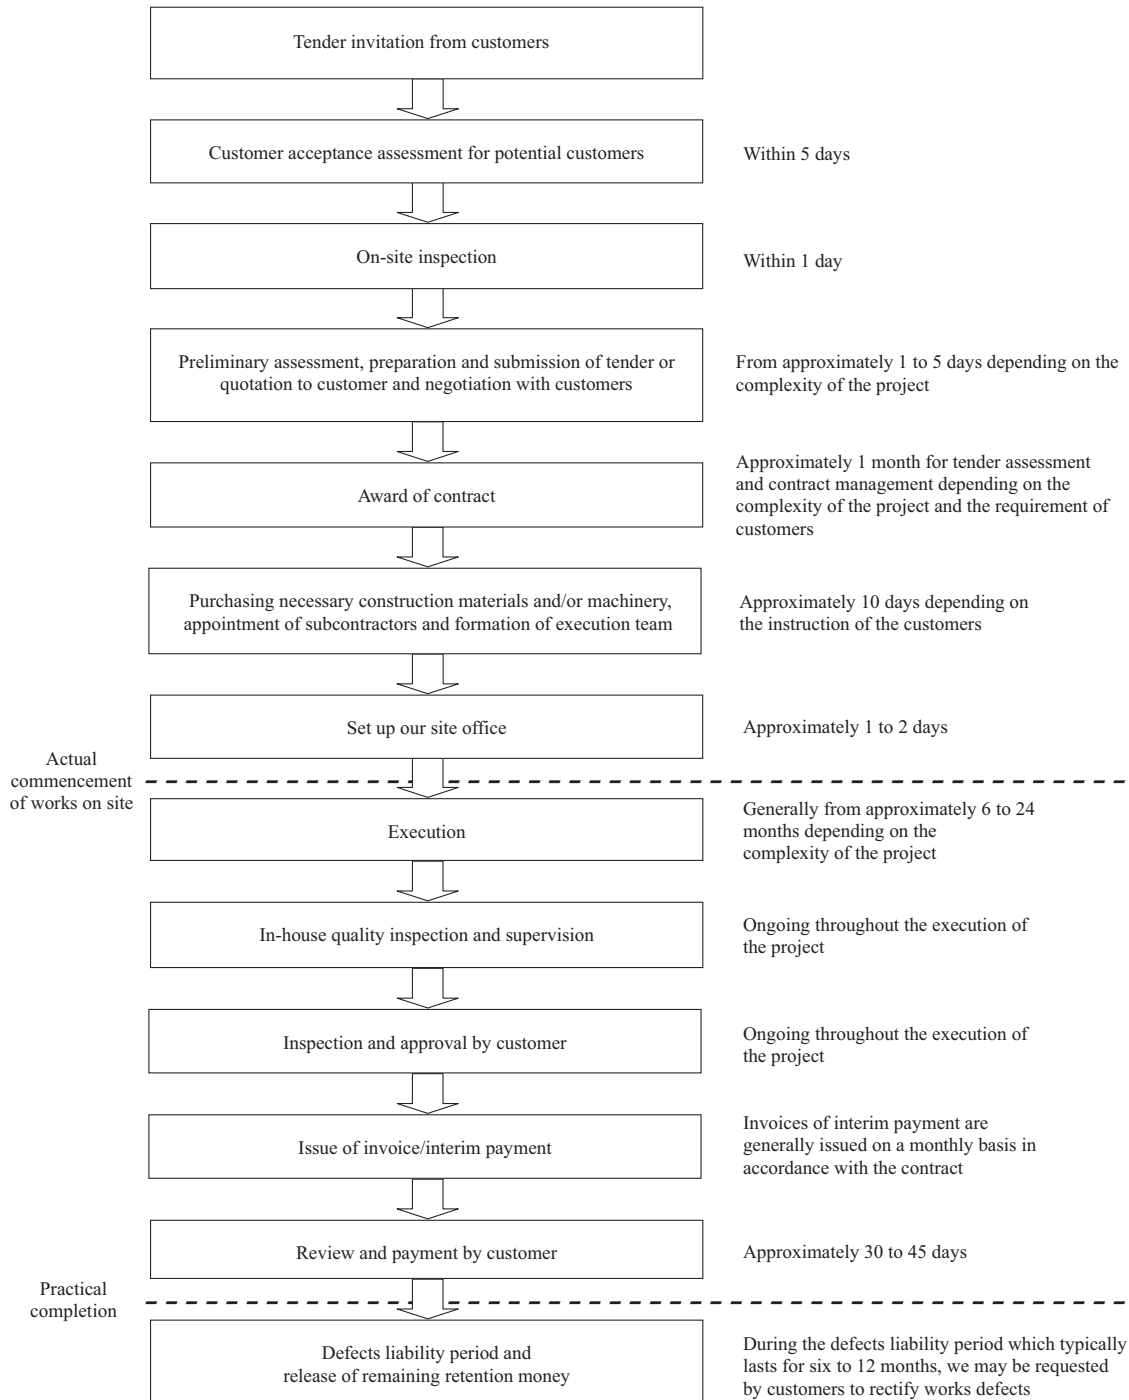 Tender invitation from customers
Customer acceptance assessment for potential customers
Within 5 days
On-site inspection
Within 1 day
Preliminary assessment, preparation and submission of tender or
quotation to customer and negotiation with customers
From approximately 1 to 5 days depending on the
complexity of the project
Award of contract
Approximately 1 month for tender assessment
and contract management depending on the
complexity of the project and the requirement of
customers
Purchasing necessary construction materials and/or machinery,
appointment of subcontractors and formation of execution team
Approximately 10 days depending on
the instruction of the customers
Set up our site office
Approximately 1 to 2 days
Actual
commencement
of works on site
Execution
Generally from approximately 6 to 24
months depending on the
complexity of the project
In-house quality inspection and supervision
Ongoing throughout the execution of
the project
Inspection and approval by customer
Ongoing throughout the execution of
the project
Issue of invoice/interim payment
Invoices of interim payment are
generally issued on a monthly basis in
accordance with the contract
Review and payment by customer
Approximately 30 to 45 days
Practical
completion
Defects liability period and
release of remaining retention money
During the defects liability period which typically
lasts for six to 12 months, we may be requested
by customers to rectify works defects